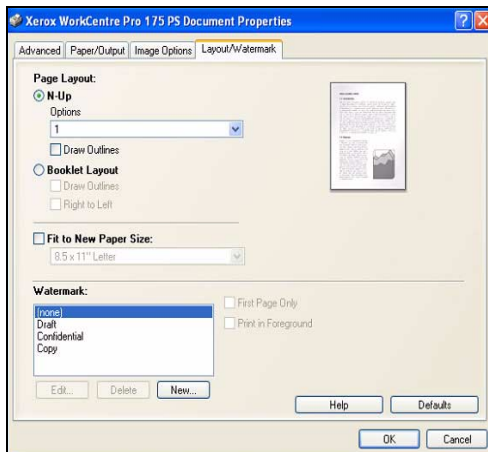 Xerox WorkCentre Pro 175 PS Document Properties
Advanced Paper/Output Image Options Layout/Watermark
Page Layout:
N-Up
Options
1
Draw Outlines
Booklet Layout
Draw Outlines
Right to Left
Fit to New Paper Size:
8.5 x 11" Letter
Watermark:
(none)
Draft
Confidential
Copy
First Page Only
Print in Foreground
Edit... Delete New...
Help Defaults
OK Cancel